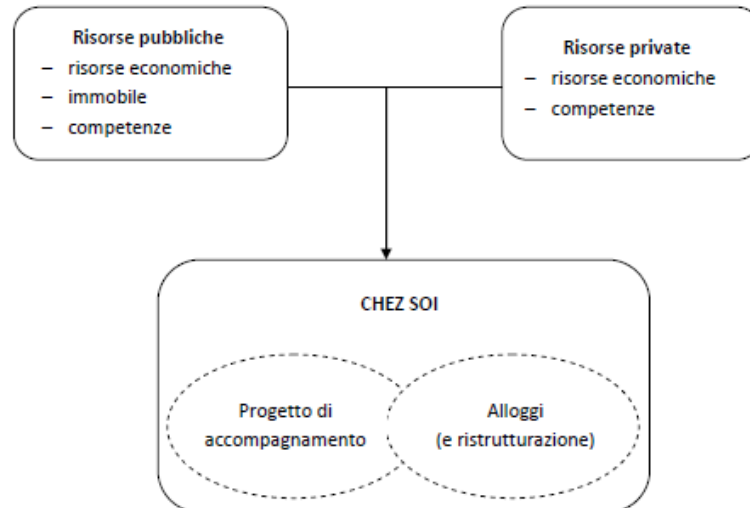 Risorse pubbliche
– risorse economiche
– immobile
– competenze
Risorse private
– risorse economiche
– competenze
CHEZ SOI
Progetto di
accompagnamento
Alloggi
(e ristrutturazione)